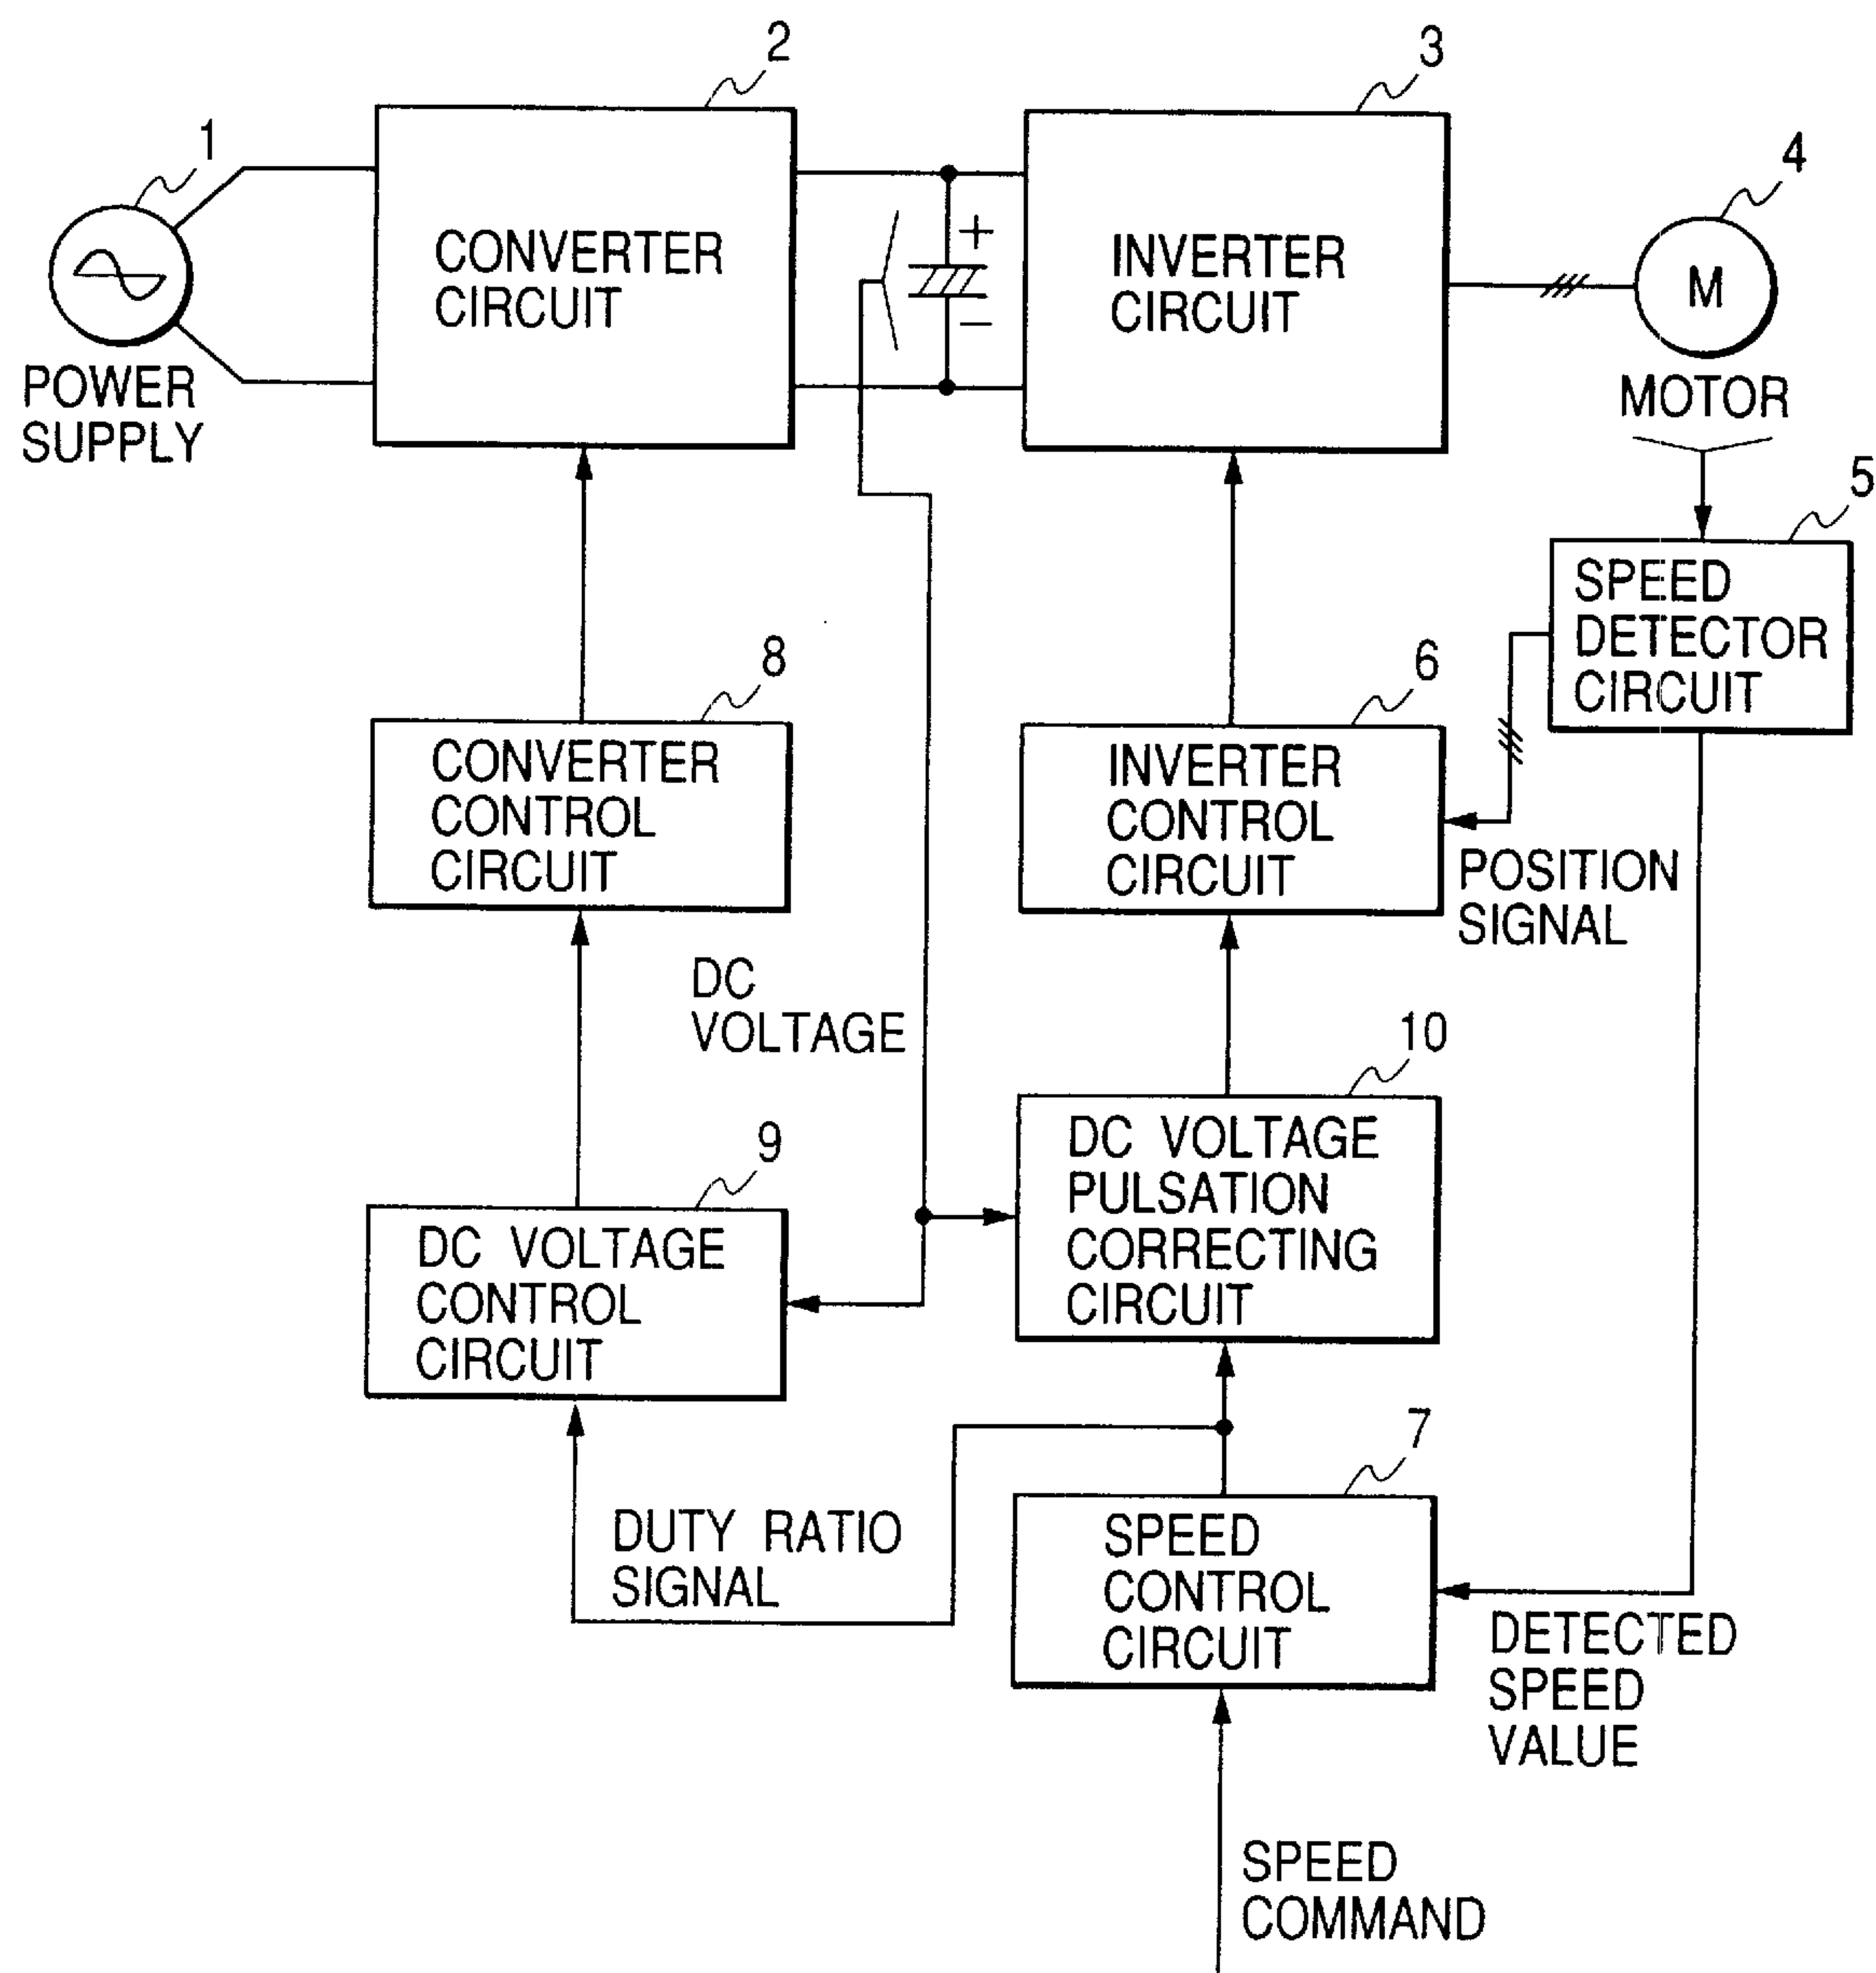 2
3
1
4
CONVERTER
CIRCUIT
+
−
INVERTER
CIRCUIT
M
POWER
SUPPLY
MOTOR
5
SPEED
DETECTOR
CIRCUIT
8
6
CONVERTER
CONTROL
CIRCUIT
INVERTER
CONTROL
CIRCUIT
POSITION
SIGNAL
DC
VOLTAGE
10
9
DC VOLTAGE
PULSATION
CORRECTING
CIRCUIT
DC VOLTAGE
CONTROL
CIRCUIT
7
DUTY RATIO
SIGNAL
SPEED
CONTROL
CIRCUIT
DETECTED
SPEED
VALUE
SPEED
COMMAND